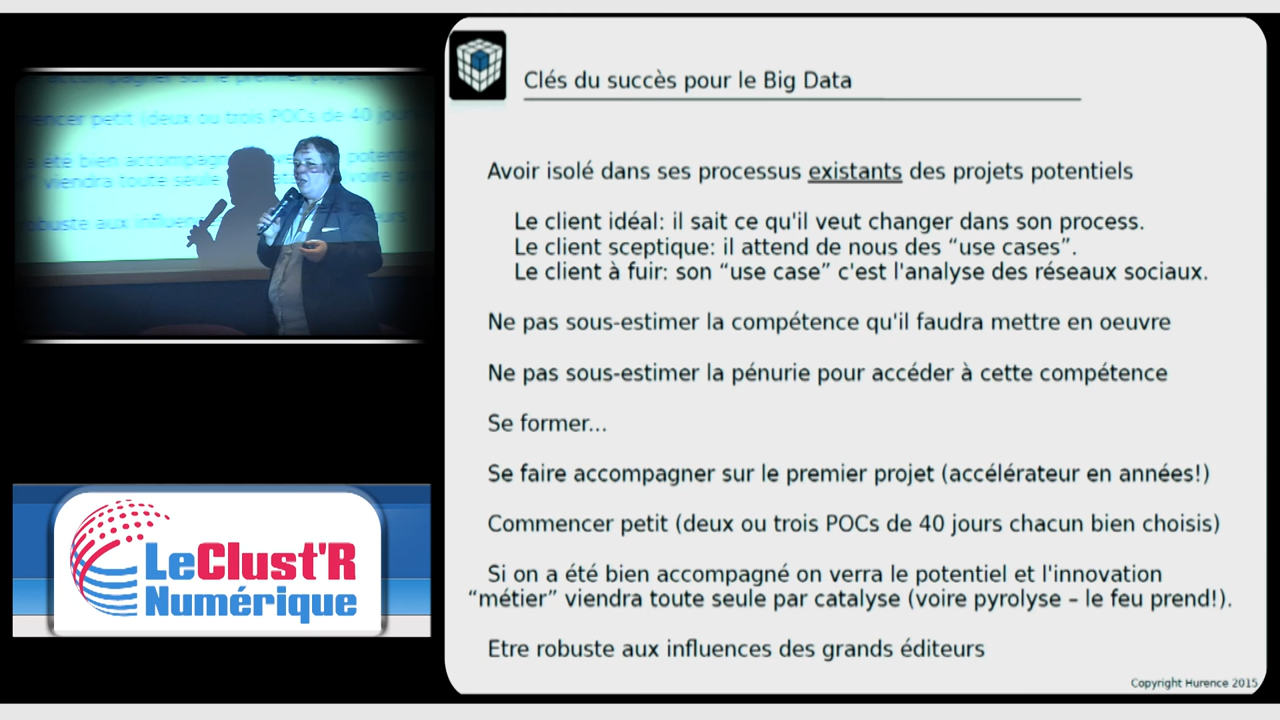 Clés du succès pour le Big Data
Avoir isolé dans ses processus existants des projets potentiels
Le client idéal: il sait ce qu'il veut changer dans son process.
Le client sceptique: il attend de nous des “use cases”.
Le client à fuir: son “use case” c'est l'analyse des réseaux sociaux.
Ne pas sous-estimer la compétence qu'il faudra mettre en oeuvre
Ne pas sous-estimer la pénurie pour accéder à cette compétence
Se former...
Se faire accompagner sur le premier projet (accélérateur en années!)
Commencer petit (deux ou trois POCs de 40 jours chacun bien choisis)
Si on a été bien accompagné on verra le potentiel et l'innovation
“métier” viendra toute seule par catalyse (voire pyrolyse – le feu prend!).
Etre robuste aux influences des grands éditeurs
Copyright Hurence 2015
LeClust'R
Numérique